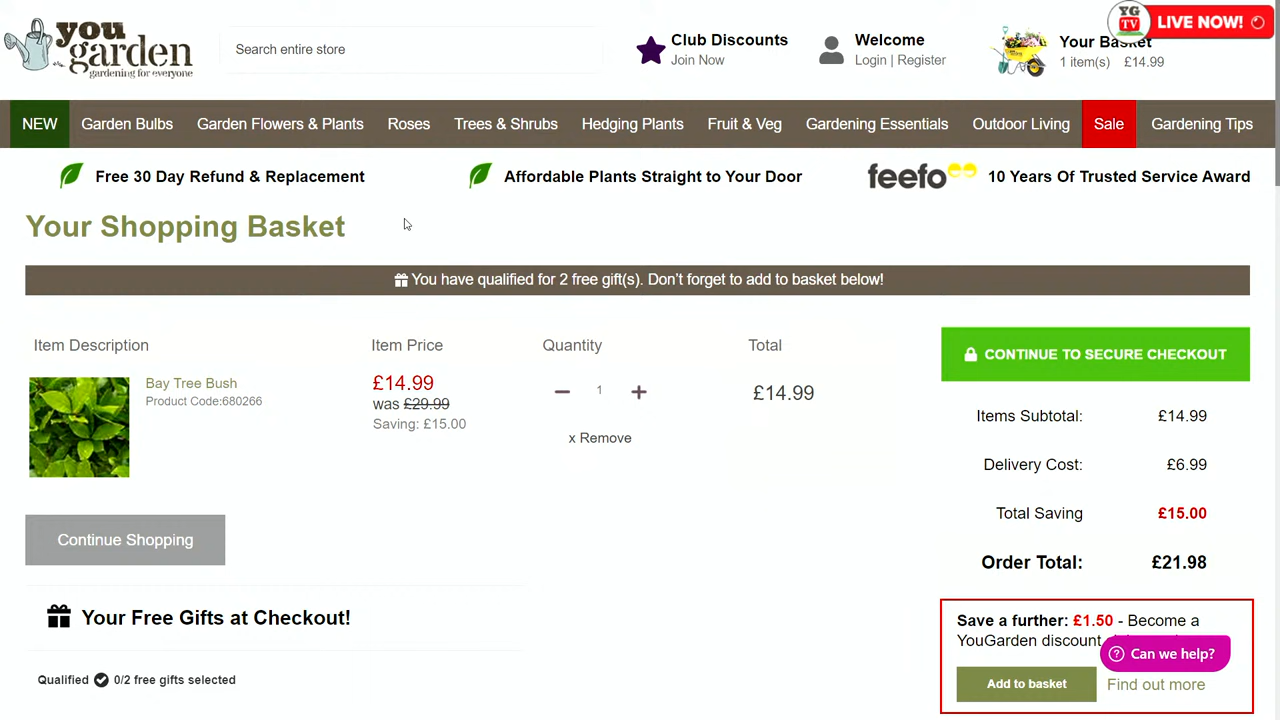 you
garden
gardening for everyone
Search entire store
Club Discounts
Join Now
Welcome
Login | Register
Your Basket
1 item(s) £14.99
YG
TV
LIVE NOW!
NEW
Garden Bulbs
Garden Flowers & Plants
Roses
Trees & Shrubs
Hedging Plants
Fruit & Veg
Gardening Essentials
Outdoor Living
Sale
Gardening Tips
Free 30 Day Refund & Replacement
Affordable Plants Straight to Your Door
feefo
10 Years Of Trusted Service Award
Your Shopping Basket
You have qualified for 2 free gift(s). Don't forget to add to basket below!
Item Description
Item Price
Quantity
Total
Bay Tree Bush
Product Code:680266
£14.99
was £29.99
Saving: £15.00
1
x Remove
£14.99
Continue Shopping
Your Free Gifts at Checkout!
Qualified
0/2 free gifts selected
CONTINUE TO SECURE CHECKOUT
Items Subtotal: £14.99
Delivery Cost: £6.99
Total Saving £15.00
Order Total: £21.98
Save a further: £1.50 - Become a
YouGarden discount
Can we help?
Add to basket
Find out more